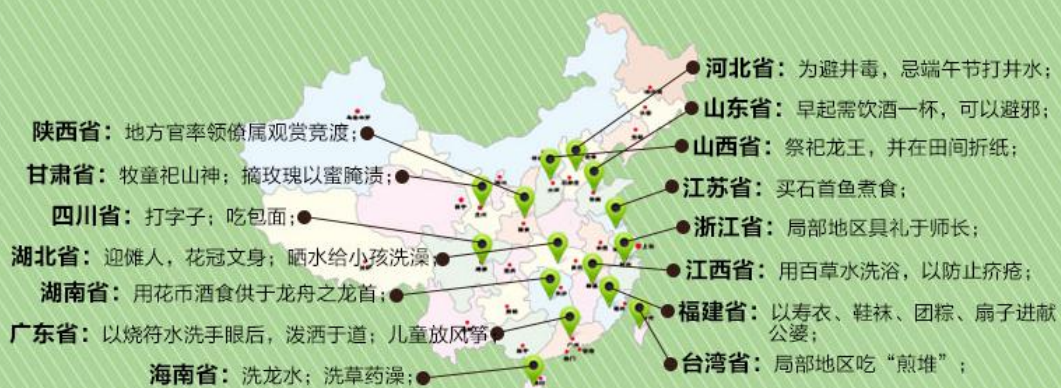 陕西省：地方官率领僚属观赏竞渡；
甘肃省：牧童祀山神；摘玫瑰以蜜腌渍；
四川省：打字子；吃包面；
湖北省：迎傩人，花冠文身；晒水给小孩洗澡；
湖南省：用花币酒食供于龙舟之龙首；
广东省：以烧符水洗手眼后，泼洒于道；儿童放风筝；
海南省：洗龙水；洗草药澡；
河北省：为避井毒，忌端午节打井水；
山东省：早起需饮酒一杯，可以避邪；
山西省：祭祀龙王，并在田间折纸；
江苏省：买石首鱼煮食；
浙江省：局部地区具礼于师长；
江西省：用百草水洗浴，以防止疥疮；
福建省：以寿衣、鞋袜、团粽、扇子进献
公婆；
台湾省：局部地区吃“煎堆”；